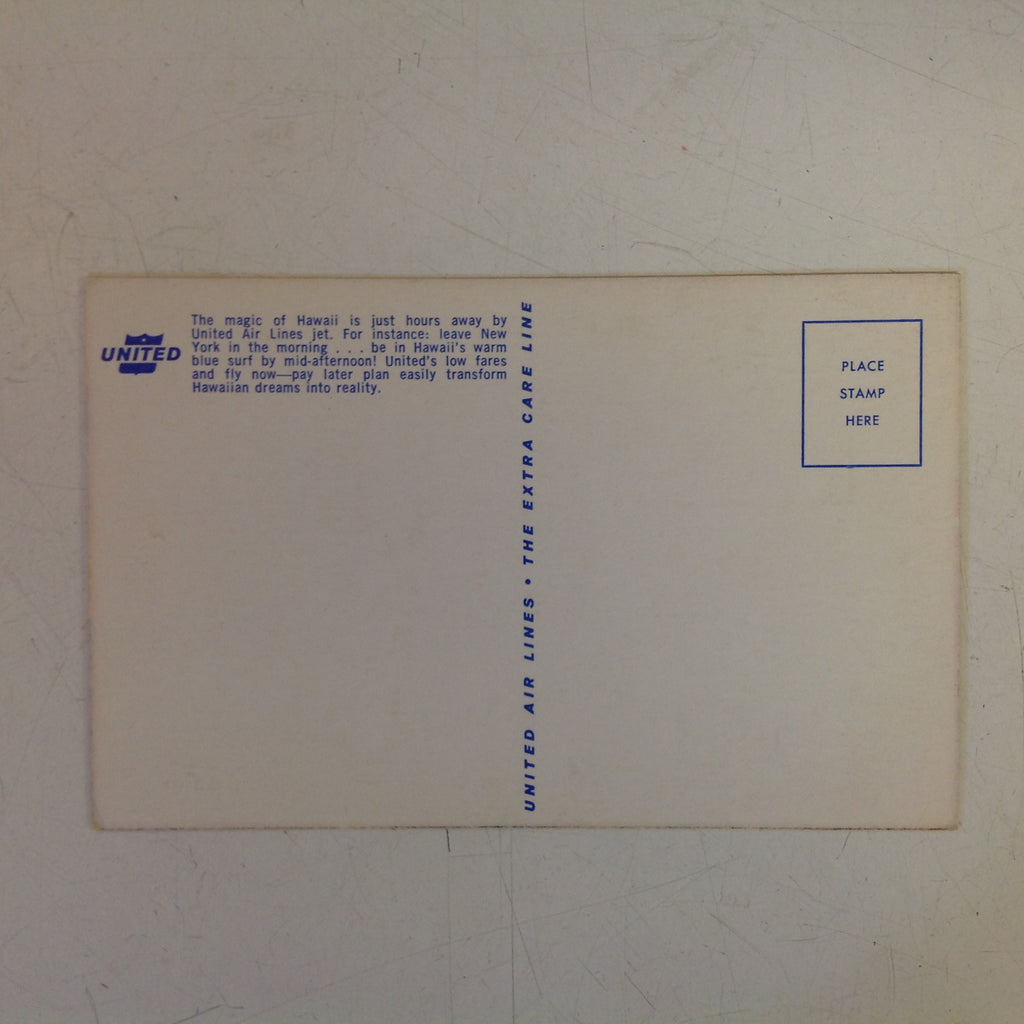 UNITED
The magic of Hawaii is just hours away by
United Air Lines jet. For instance: leave New
York in the morning . . . be in Hawaii's warm
blue surf by mid-afternoon! United's low fares
and fly now—pay later plan easily transform
Hawaiian dreams into reality.
UNITED AIR LINES • THE EXTRA CARE LINE
PLACE
STAMP
HERE